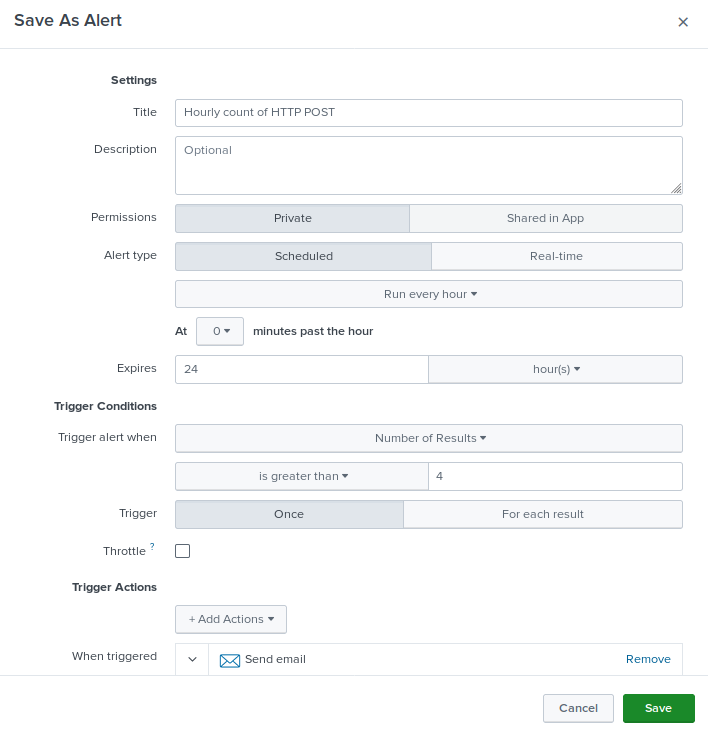 Save As Alert
×
Settings
Title Hourly count of HTTP POST
Description Optional
Permissions Private Shared in App
Alert type Scheduled Real-time
Run every hour
At 0 minutes past the hour
Expires 24 hour(s)
Trigger Conditions
Trigger alert when Number of Results
is greater than 4
Trigger Once For each result
Throttle ?
Trigger Actions
+ Add Actions
When triggered Send email Remove
Cancel Save